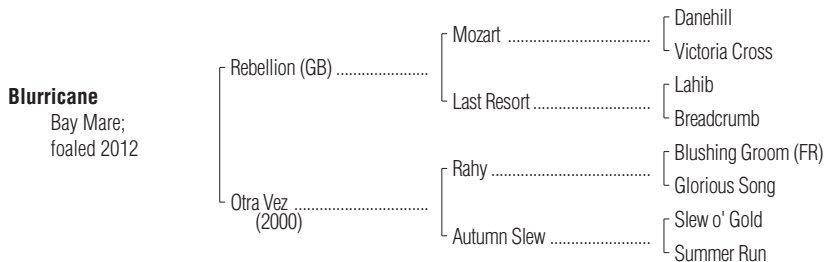 Blurricane
Bay Mare;
foaled 2012
Rebellion (GB) ......................
Otra Vez ................................
(2000)
Mozart ..................................
Last Resort ............................
Rahy ......................................
Autumn Slew ........................
Danehill
Victoria Cross
Lahib
Breadcrumb
Blushing Groom (FR)
Glorious Song
Slew o' Gold
Summer Run